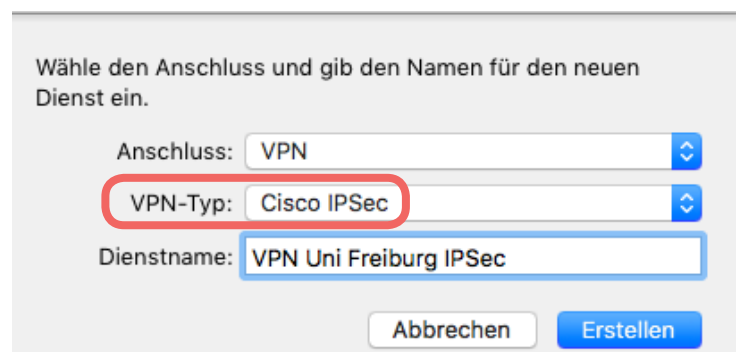 Wähle den Anschluss und gib den Namen für den neuen
Dienst ein.
Anschluss: VPN
VPN-Typ: Cisco IPSec
Dienstname: VPN Uni Freiburg IPSec
Abbrechen Erstellen